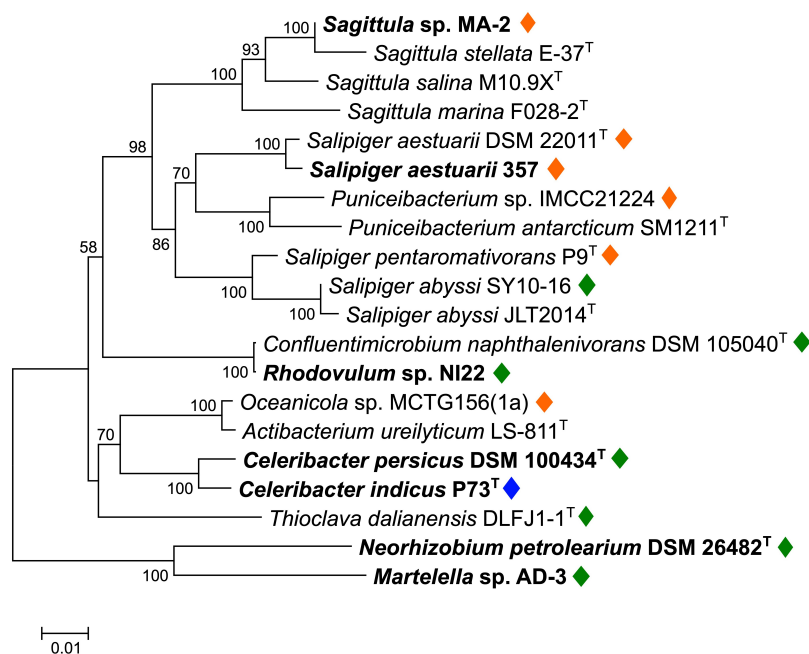 Sagittula sp. MA-2
100
Sagittula stellata E-37ᵀ
93
Sagittula salina M10.9Xᵀ
100
Sagittula marina F028-2ᵀ
Salipiger aestuarii DSM 22011ᵀ
100
98
Salipiger aestuarii 357
70
Puniceibacterium sp. IMCC21224
100
Puniceibacterium antarcticum SM1211ᵀ
86
58
Salipiger pentaromativorans P9ᵀ
100
Salipiger abyssi SY10-16
100
Salipiger abyssi JLT2014ᵀ
Confluentimicrobium naphthalenivorans DSM 105040ᵀ
100
Rhodovulum sp. NI22
100
Oceanicola sp. MCTG156(1a)
Actibacterium ureilyticum LS-811ᵀ
70
Celeribacter persicus DSM 100434ᵀ
100
Celeribacter indicus P73ᵀ
Thioclava dalianensis DLFJ1-1ᵀ
Neorhizobium petrolearium DSM 26482ᵀ
100
Martelella sp. AD-3
0.01